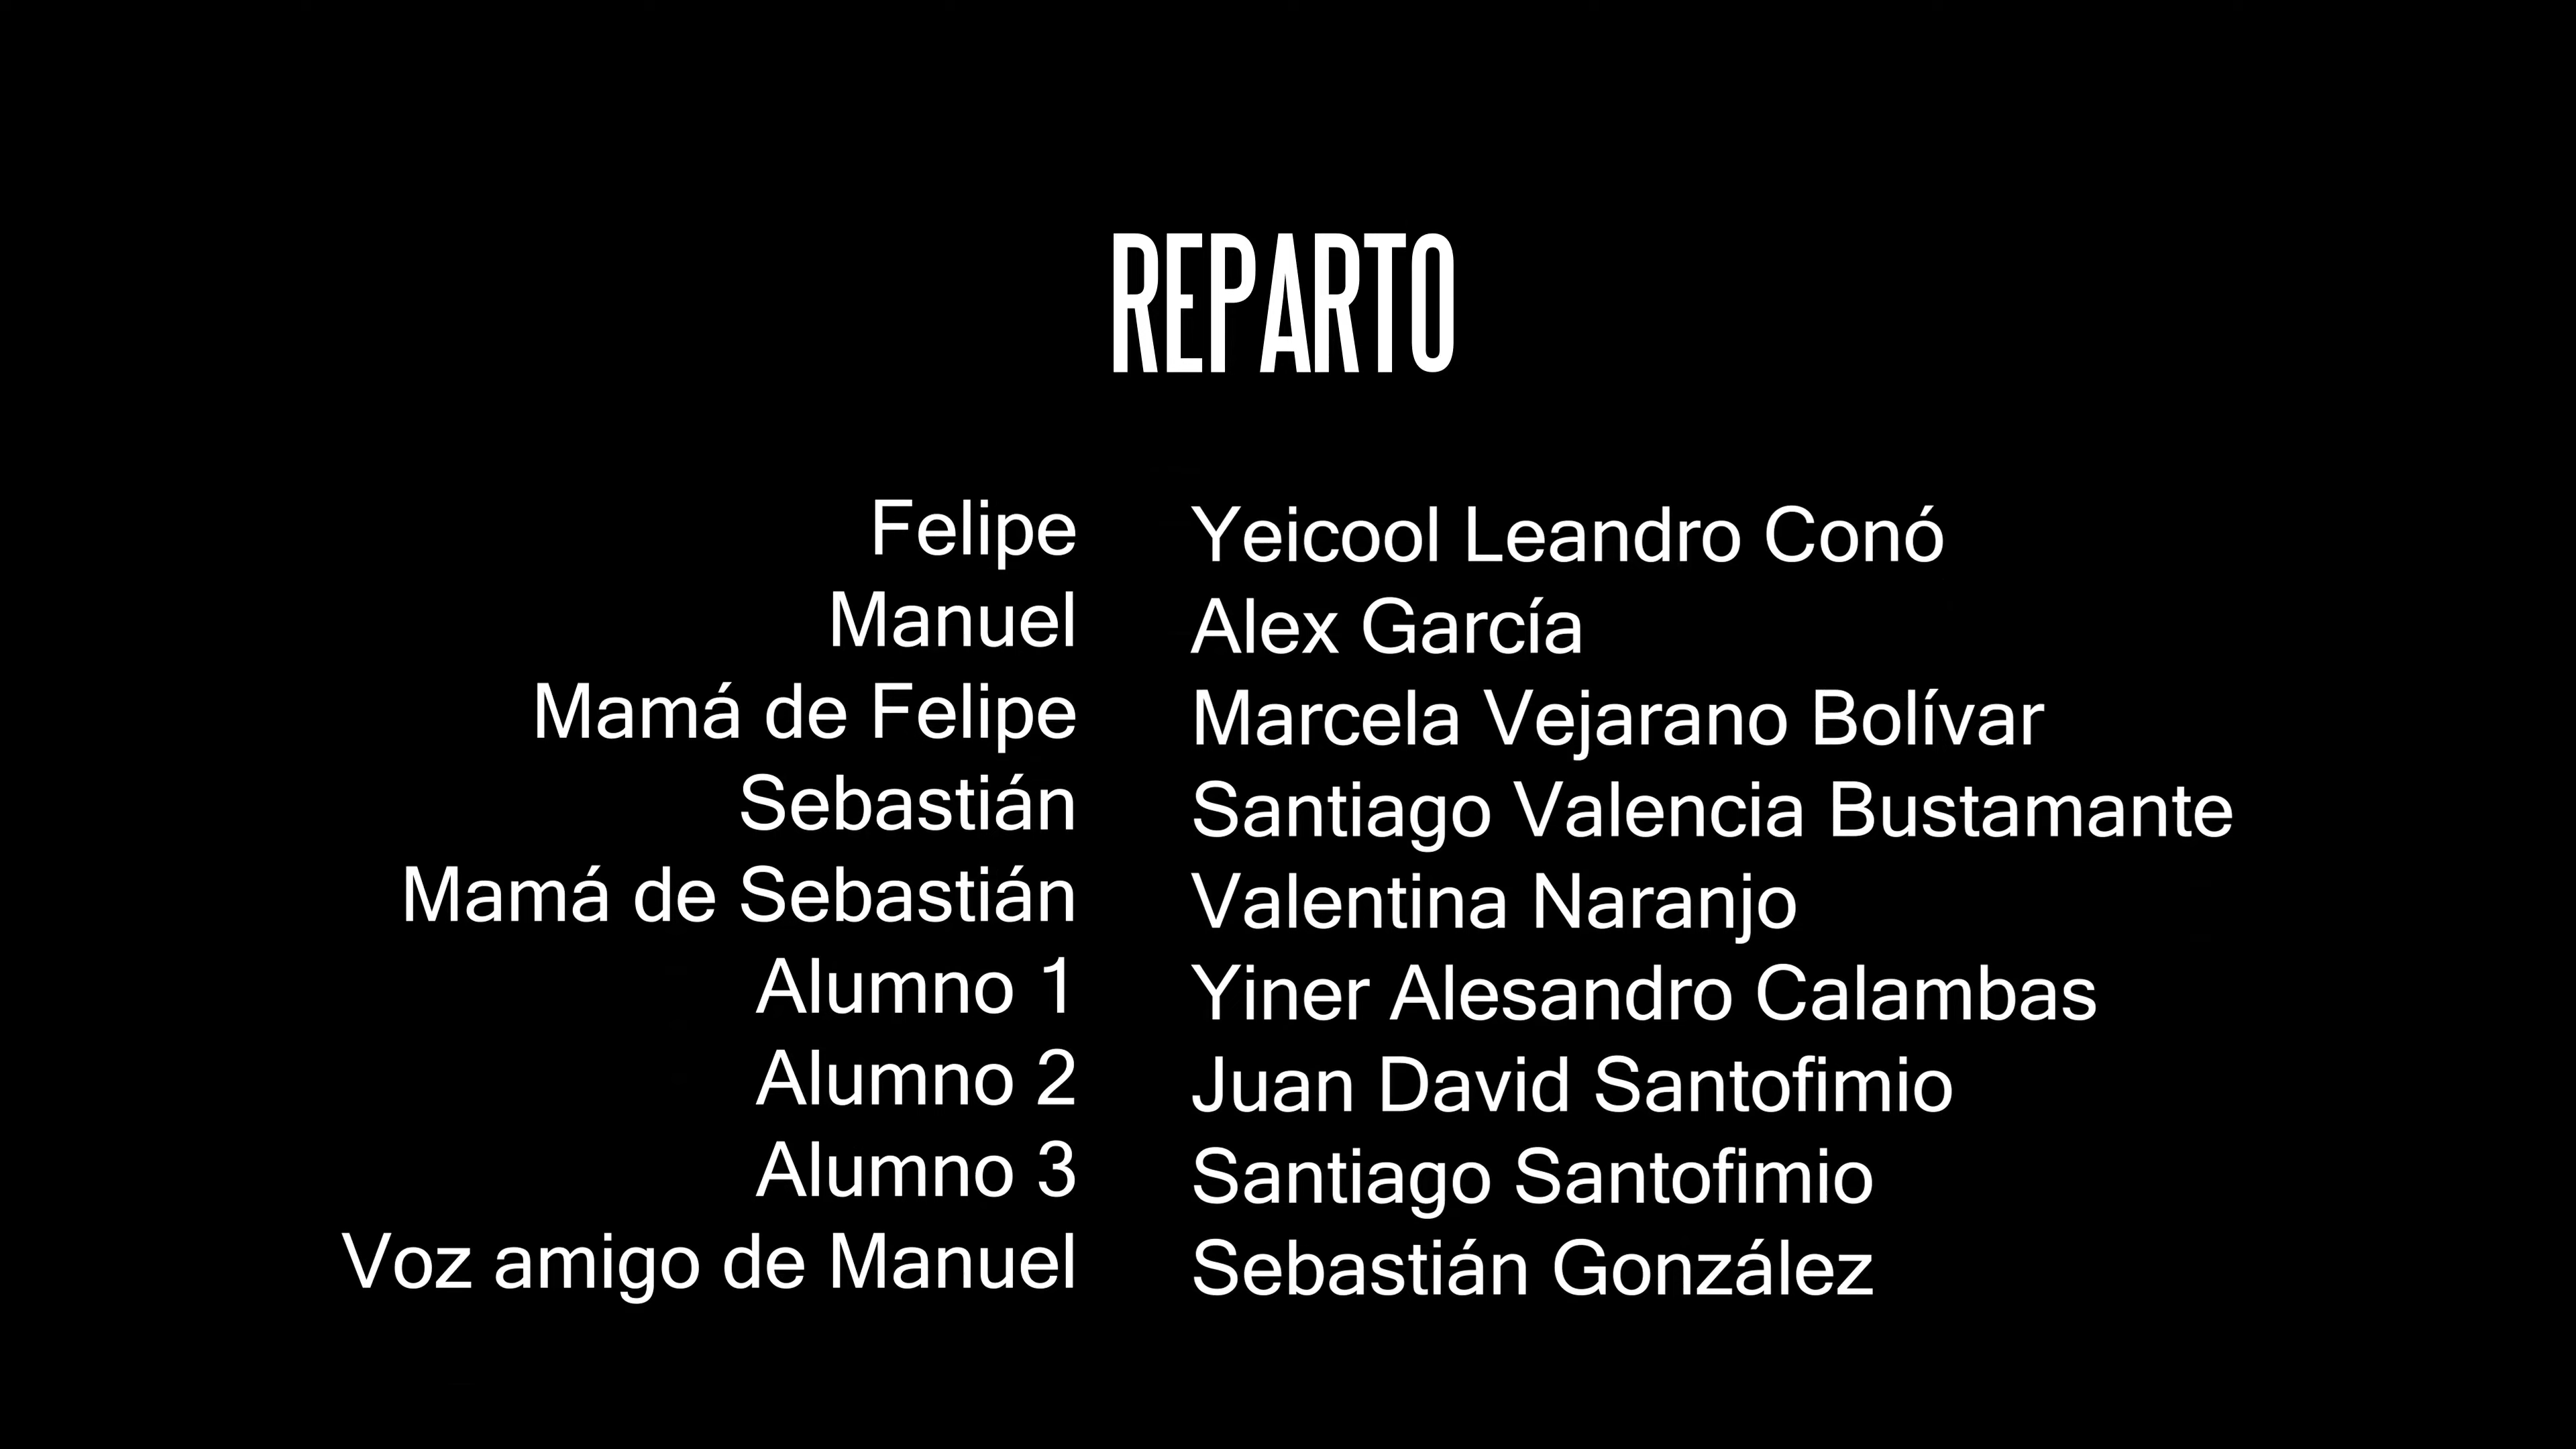 REPARTO
Felipe Yeicool Leandro Conó
Manuel Alex García
Mamá de Felipe Marcela Vejarano Bolívar
Sebastián Santiago Valencia Bustamante
Mamá de Sebastián Valentina Naranjo
Alumno 1 Yiner Alesandro Calambas
Alumno 2 Juan David Santofimio
Alumno 3 Santiago Santofimio
Voz amigo de Manuel Sebastián González